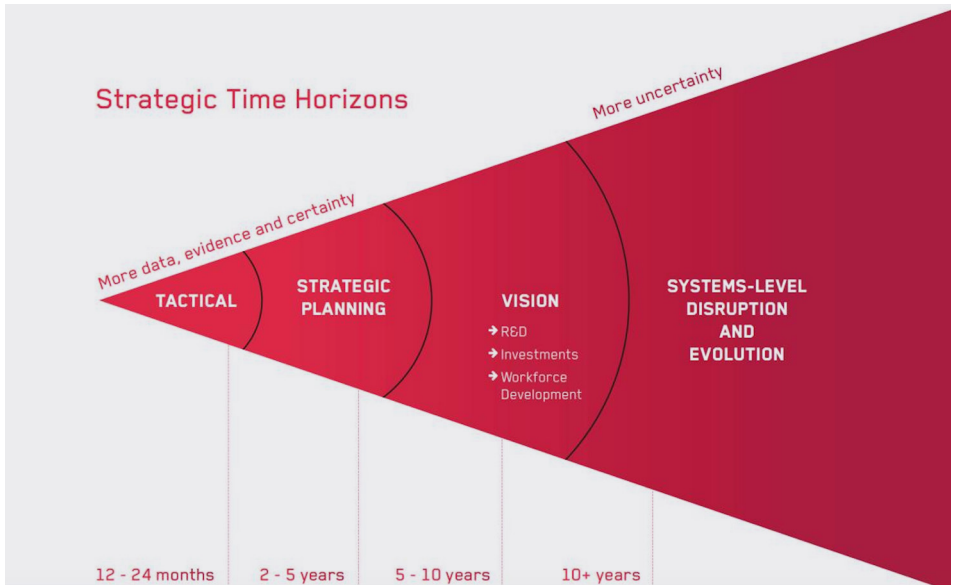 Strategic Time Horizons
More uncertainty
More data, evidence and certainty
TACTICAL
STRATEGIC
PLANNING
VISION
→ R&D
→ Investments
→ Workforce
Development
SYSTEMS-LEVEL
DISRUPTION
AND
EVOLUTION
12 - 24 months
2 - 5 years
5 - 10 years
10+ years